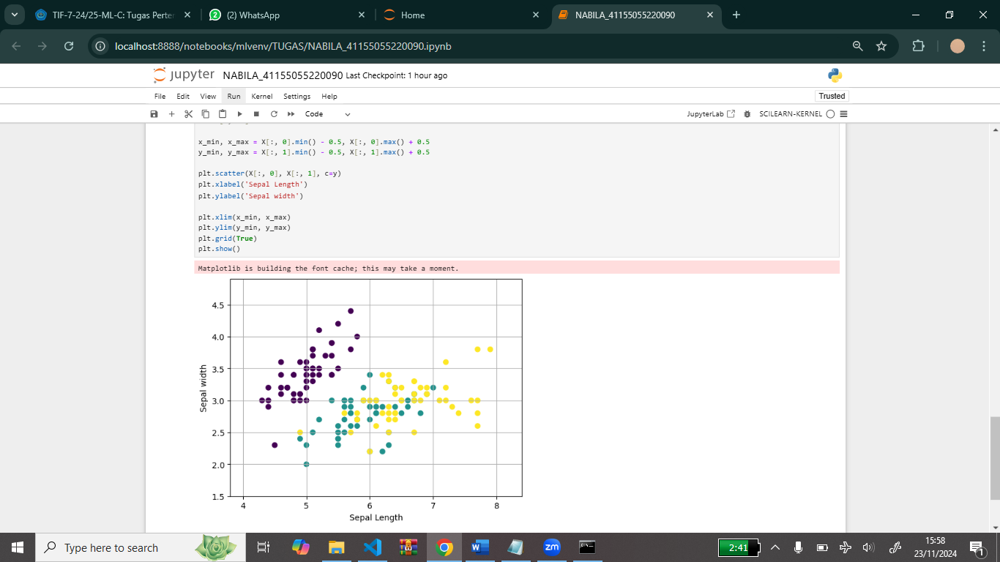 TIF-7-24/25-ML-C: Tugas Perter
(2) WhatsApp
Home
NABILA_41155055220090
localhost:8888/notebooks/mlvenv/TUGAS/NABILA_41155055220090.ipynb
jupyter NABILA_41155055220090 Last Checkpoint: 1 hour ago
File Edit View Run Kernel Settings Help
Trusted
Code
JupyterLab
SCILEARN-KERNEL
x_min, x_max = X[:, 0].min() - 0.5, X[:, 0].max() + 0.5
y_min, y_max = X[:, 1].min() - 0.5, X[:, 1].max() + 0.5
plt.scatter(X[:, 0], X[:, 1], c=y)
plt.xlabel('Sepal Length')
plt.ylabel('Sepal width')
plt.xlim(x_min, x_max)
plt.ylim(y_min, y_max)
plt.grid(True)
plt.show()
Matplotlib is building the font cache; this may take a moment.
4.5
4.0
3.5
3.0
2.5
2.0
1.5
Sepal width
4 5 6 7 8
Sepal Length
Type here to search
2:41
15:58
23/11/2024
1